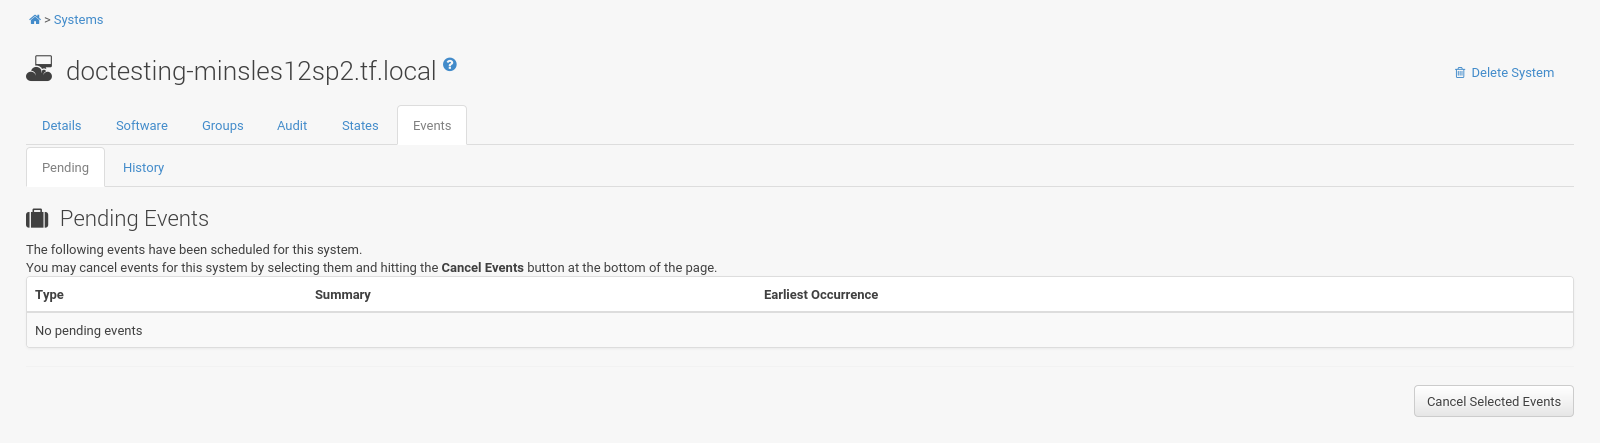 > Systems
doctesting-minsles12sp2.tf.local ?
Delete System
Details Software Groups Audit States Events
Pending History
Pending Events
The following events have been scheduled for this system.
You may cancel events for this system by selecting them and hitting the Cancel Events button at the bottom of the page.
Type Summary Earliest Occurrence
No pending events
Cancel Selected Events